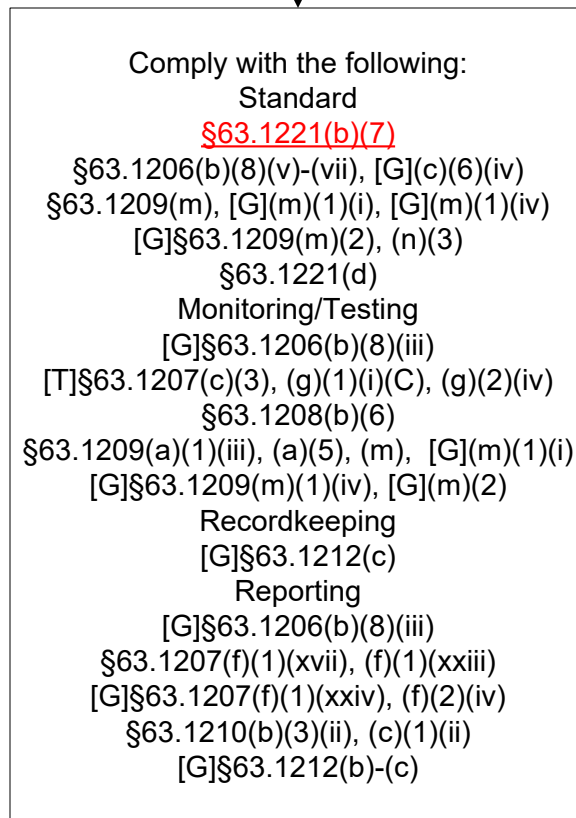 Comply with the following:
Standard
§63.1221(b)(7)
§63.1206(b)(8)(v)-(vii), [G](c)(6)(iv)
§63.1209(m), [G](m)(1)(i), [G](m)(1)(iv)
[G]§63.1209(m)(2), (n)(3)
§63.1221(d)
Monitoring/Testing
[G]§63.1206(b)(8)(iii)
[T]§63.1207(c)(3), (g)(1)(i)(C), (g)(2)(iv)
§63.1208(b)(6)
§63.1209(a)(1)(iii), (a)(5), (m), [G](m)(1)(i)
[G]§63.1209(m)(1)(iv), [G](m)(2)
Recordkeeping
[G]§63.1212(c)
Reporting
[G]§63.1206(b)(8)(iii)
§63.1207(f)(1)(xvii), (f)(1)(xxiii)
[G]§63.1207(f)(1)(xxiv), (f)(2)(iv)
§63.1210(b)(3)(ii), (c)(1)(ii)
[G]§63.1212(b)-(c)